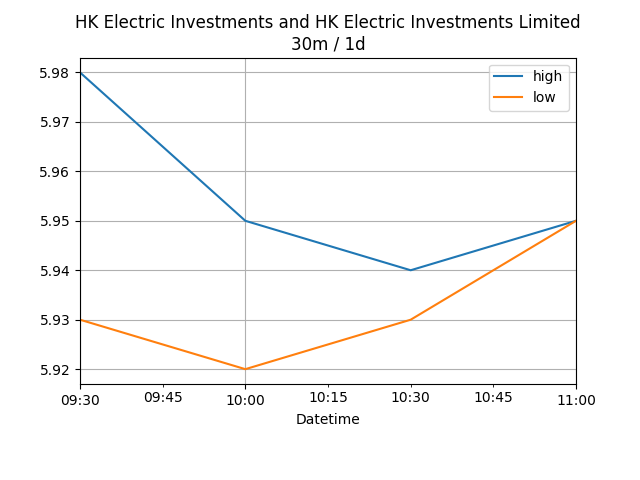 HK Electric Investments and HK Electric Investments Limited
30m / 1d
high
low
5.98
5.97
5.96
5.95
5.94
5.93
5.92
09:30
09:45
10:00
10:15
10:30
10:45
11:00
Datetime